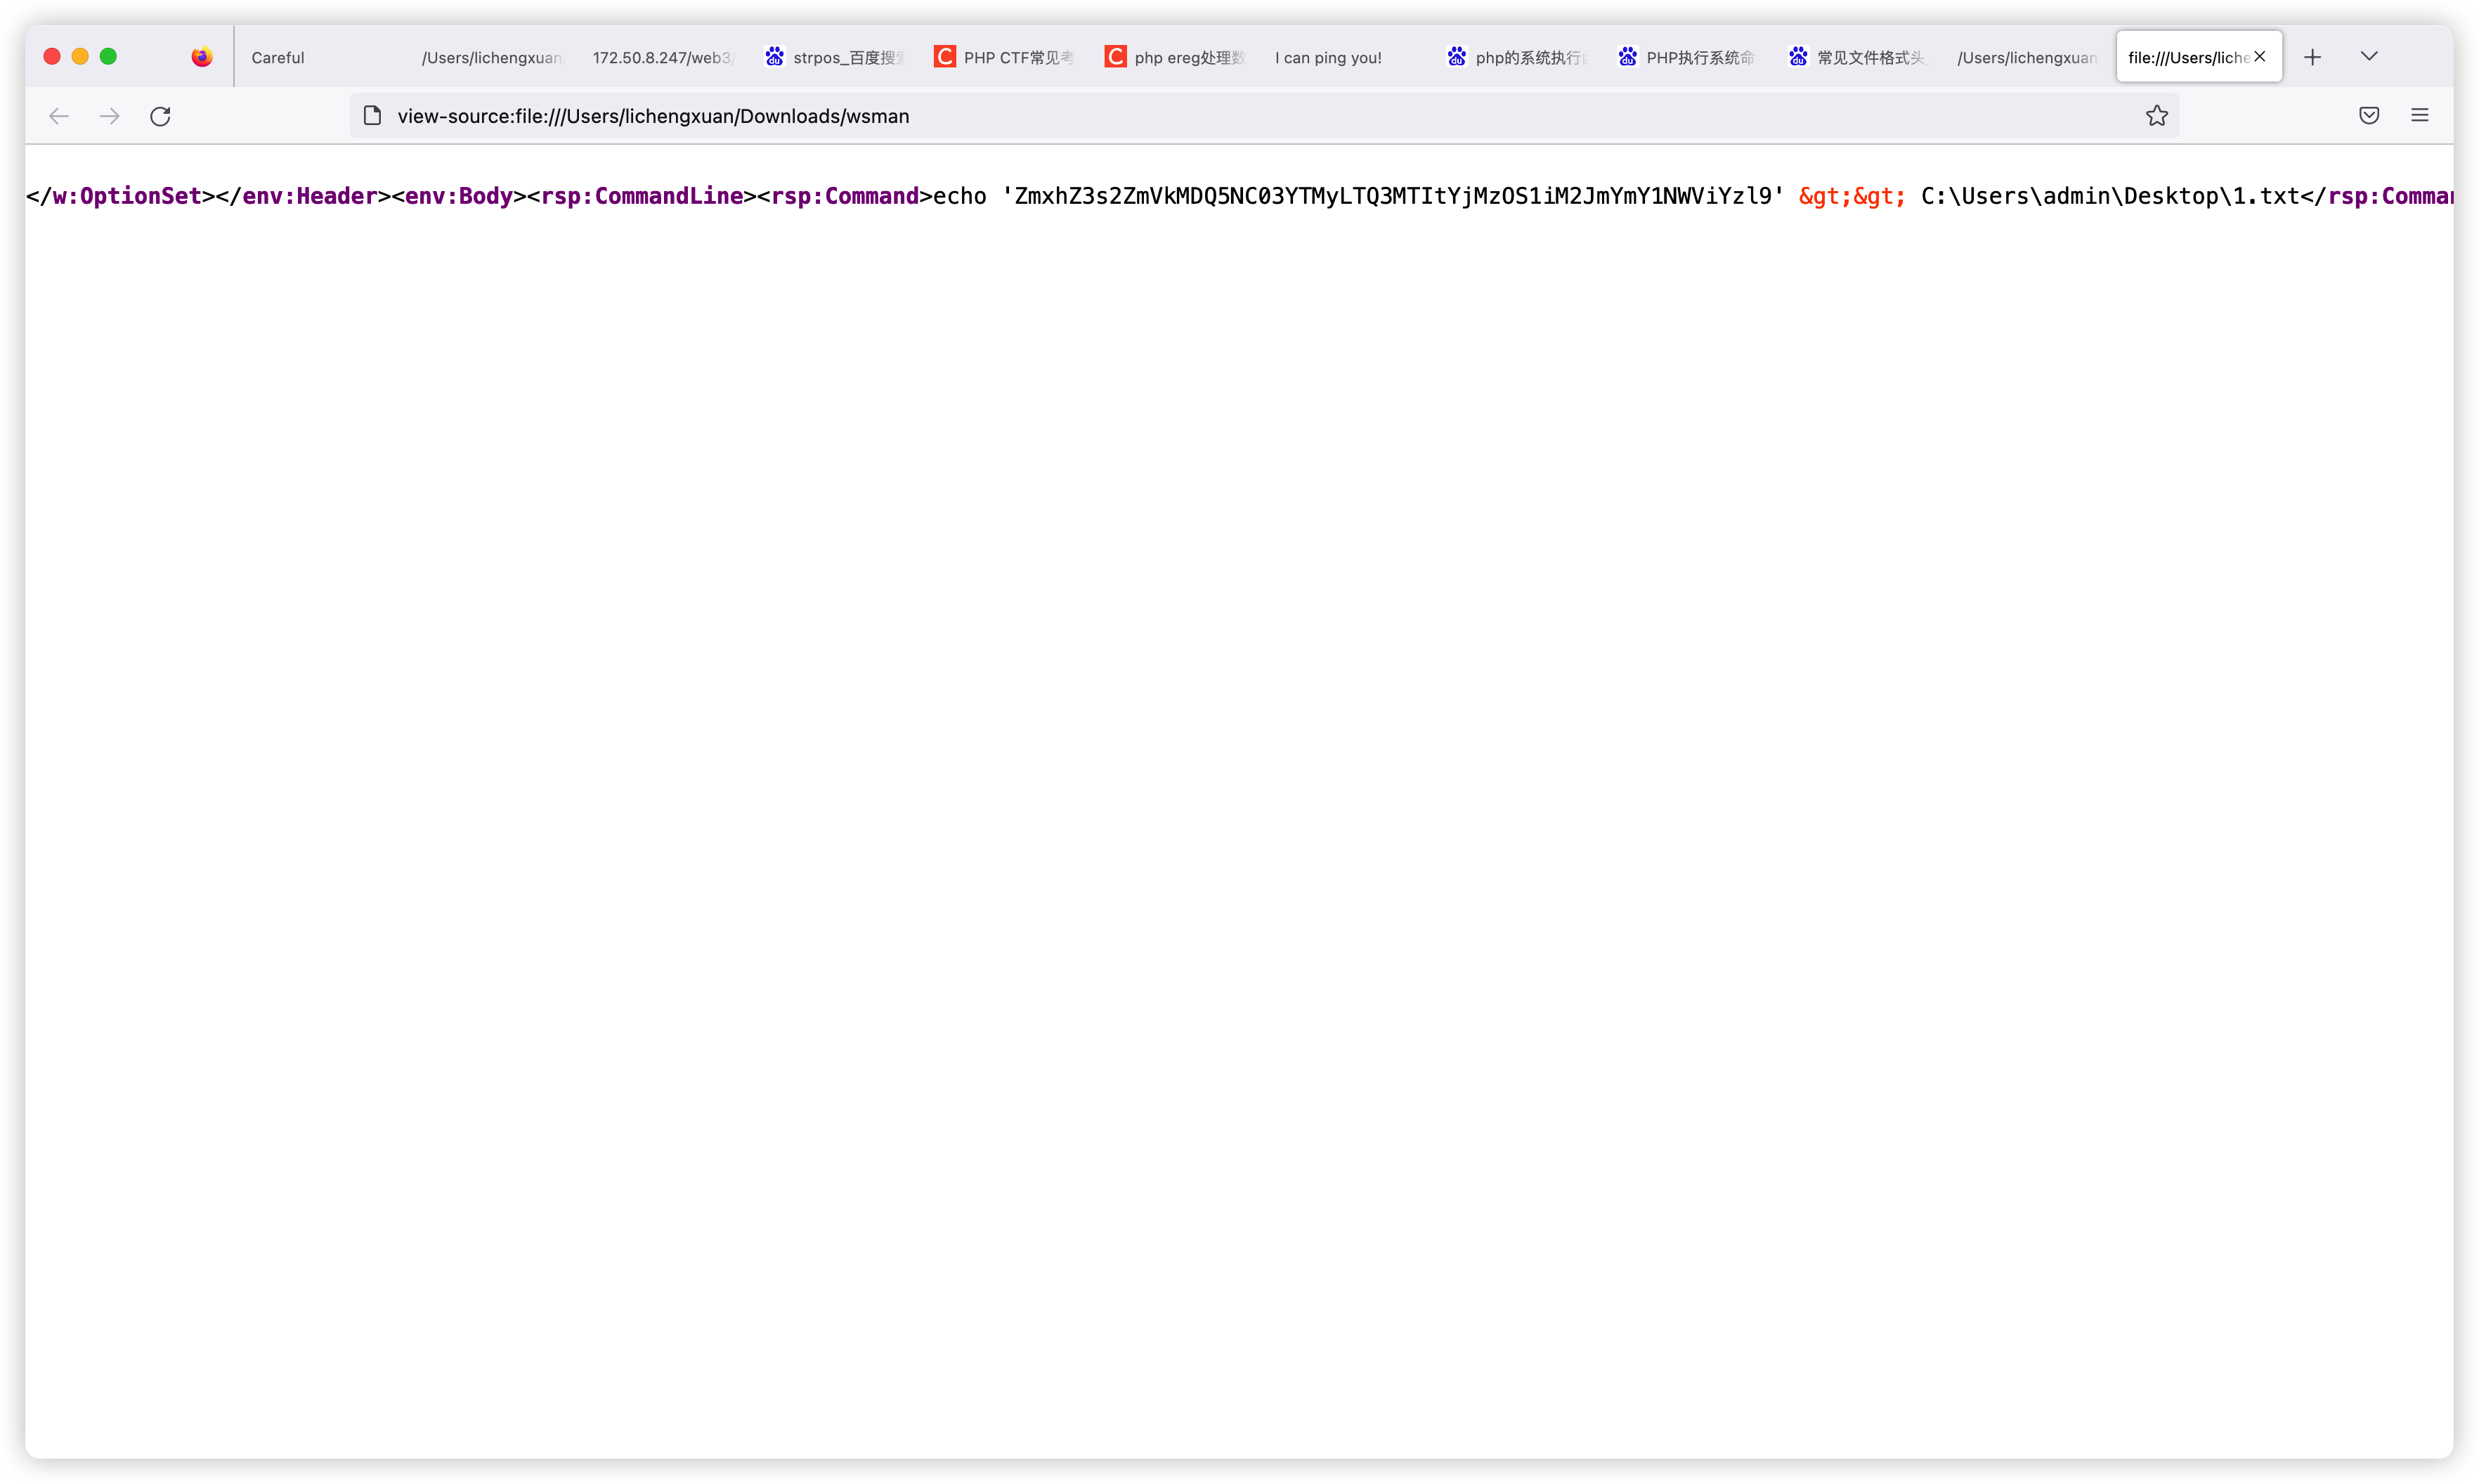 Careful /Users/lichengxuan 172.50.8.247/web3/ strpos_百度搜 PHP CTF常见考 php ereg处理数 I can ping you! php的系统执行 PHP执行系统命 常见文件格式头 /Users/lichengxuan file:///Users/liche
view-source:file:///Users/lichengxuan/Downloads/wsman
</w:OptionSet></env:Header><env:Body><rsp:CommandLine><rsp:Command>echo 'ZmxhZ3s2ZmVkMDQ5NC03YTMyLTQ3MTItYjMzOS1iM2JmYmY1NWViYzl9' &gt;&gt; C:\Users\admin\Desktop\1.txt</rsp:Comma